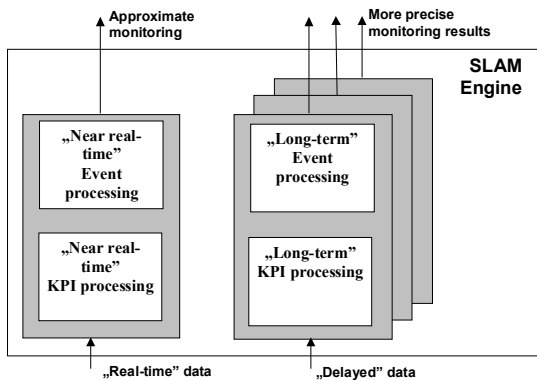 Approximate
monitoring
More precise
monitoring results
SLAM
Engine
„Near real-
time”
Event
processing
„Near real-
time”
KPI processing
„Long-term”
Event
processing
„Long-term”
KPI processing
„Real-time” data
„Delayed” data